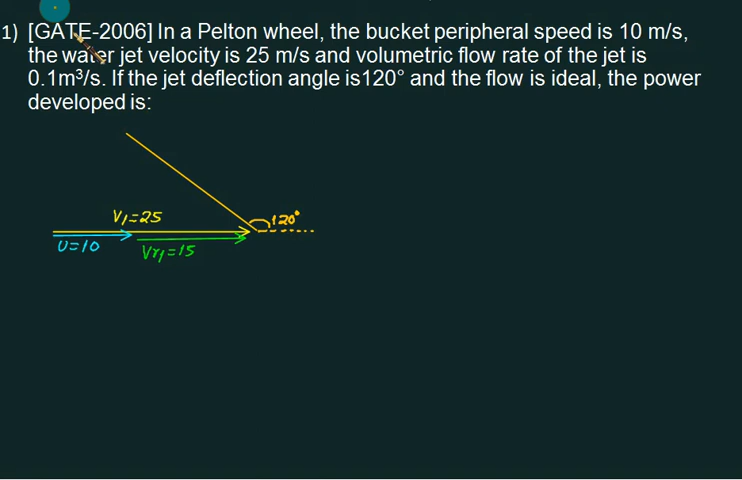 1) [GATE-2006] In a Pelton wheel, the bucket peripheral speed is 10 m/s,
the water jet velocity is 25 m/s and volumetric flow rate of the jet is
0.1m³/s. If the jet deflection angle is120° and the flow is ideal, the power
developed is:
V1=25
120°
U=10
Vr1=15